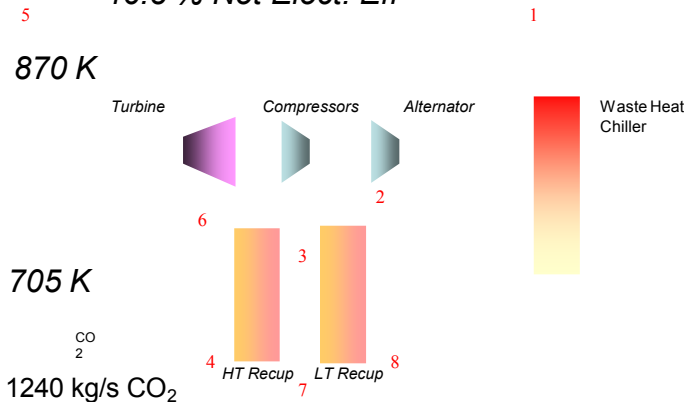 5 1
870 K
Turbine Compressors Alternator Waste Heat
Chiller
2
6
3
705 K
CO
2
4 HT Recup LT Recup 8
7
1240 kg/s CO₂